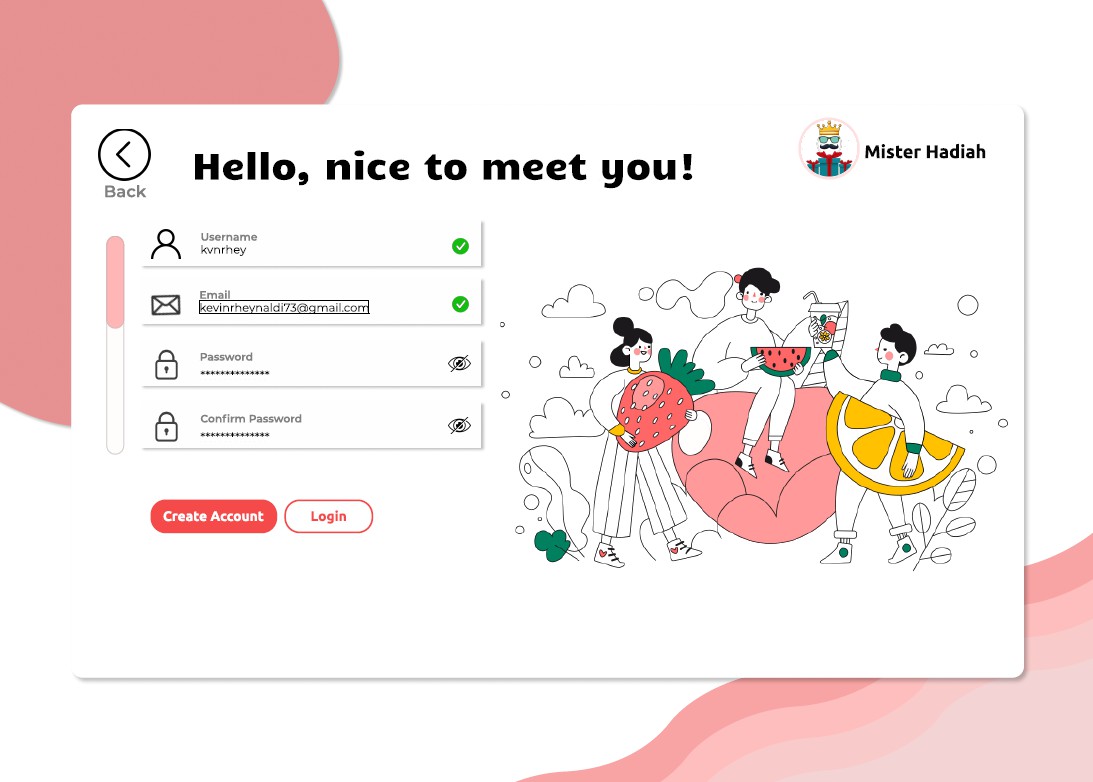 Back
Hello, nice to meet you!
Mister Hadiah
Username
kvnrhey
Email
kevinrheynaldi73@gmail.com
Password
**************
Confirm Password
**************
Create Account
Login